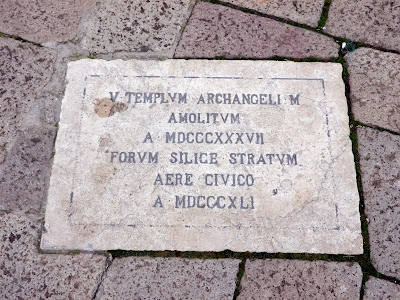 V TEMPLVM ARCHANGELI M
AMOLITVM
A MDCCCXXXVII
FORVM SILICE STRATVM
AERE CIVICO
A MDCCCXLI